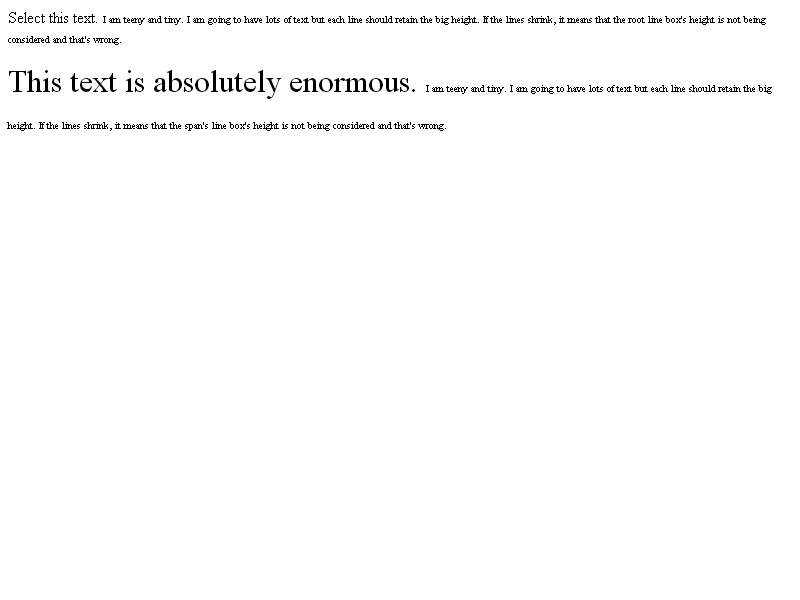 Select this text. I am teeny and tiny. I am going to have lots of text but each line should retain the big height. If the lines shrink, it means that the root line box's height is not being
considered and that's wrong.
This text is absolutely enormous. I am teeny and tiny. I am going to have lots of text but each line should retain the big
height. If the lines shrink, it means that the span's line box's height is not being considered and that's wrong.